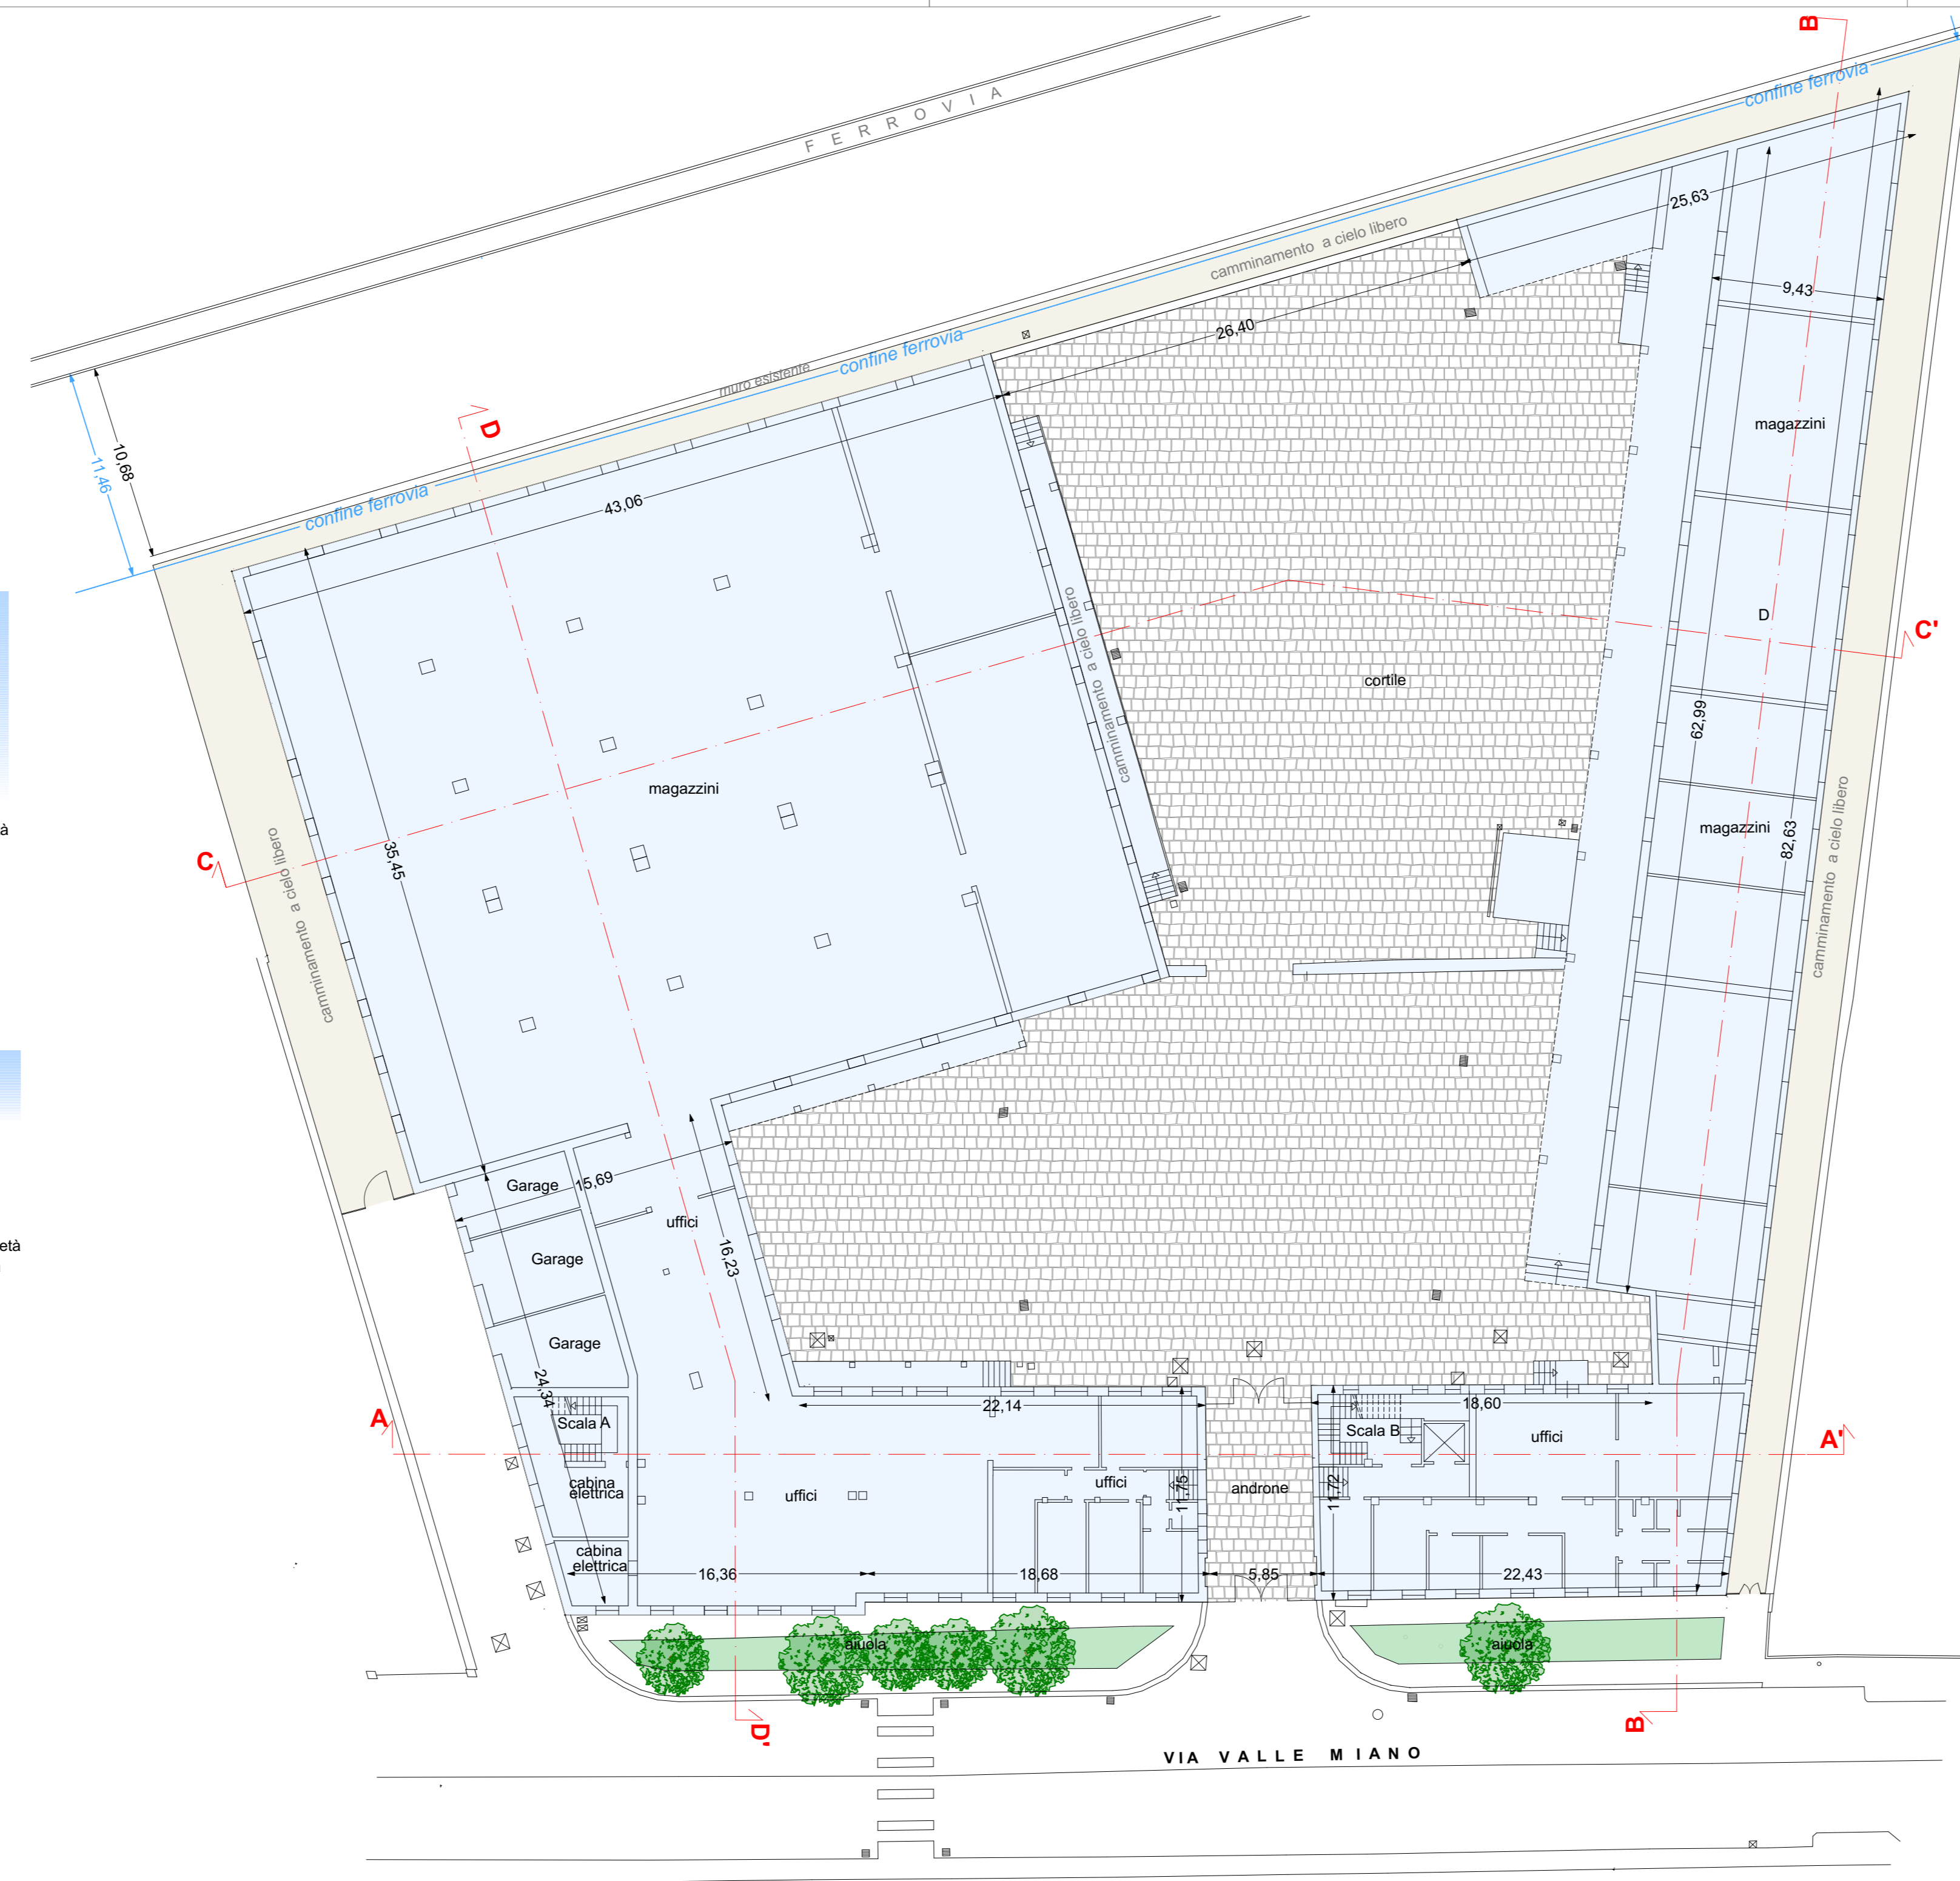 B
confine ferrovia
FERROVIA
25,63
camminamento a cielo libero
9,43
26,40
confine ferrovia
muro esistente
10,68
11,46
D
magazzini
43,06
confine ferrovia
camminamento a cielo libero
D
C'
cortile
62,99
magazzini
à
magazzini
82,63
35,45
C
camminamento a cielo libero
camminamento a cielo libero
Garage
15,69
uffici
età
Garage
16,23
Garage
24,34
A
Scala A
22,14
18,60
Scala B
uffici
A'
cabina
elettrica
uffici
uffici
11,75
androne
11,72
cabina
elettrica
16,36
18,68
5,85
22,43
aiuola
aiuola
D'
B
VIA VALLE MIANO